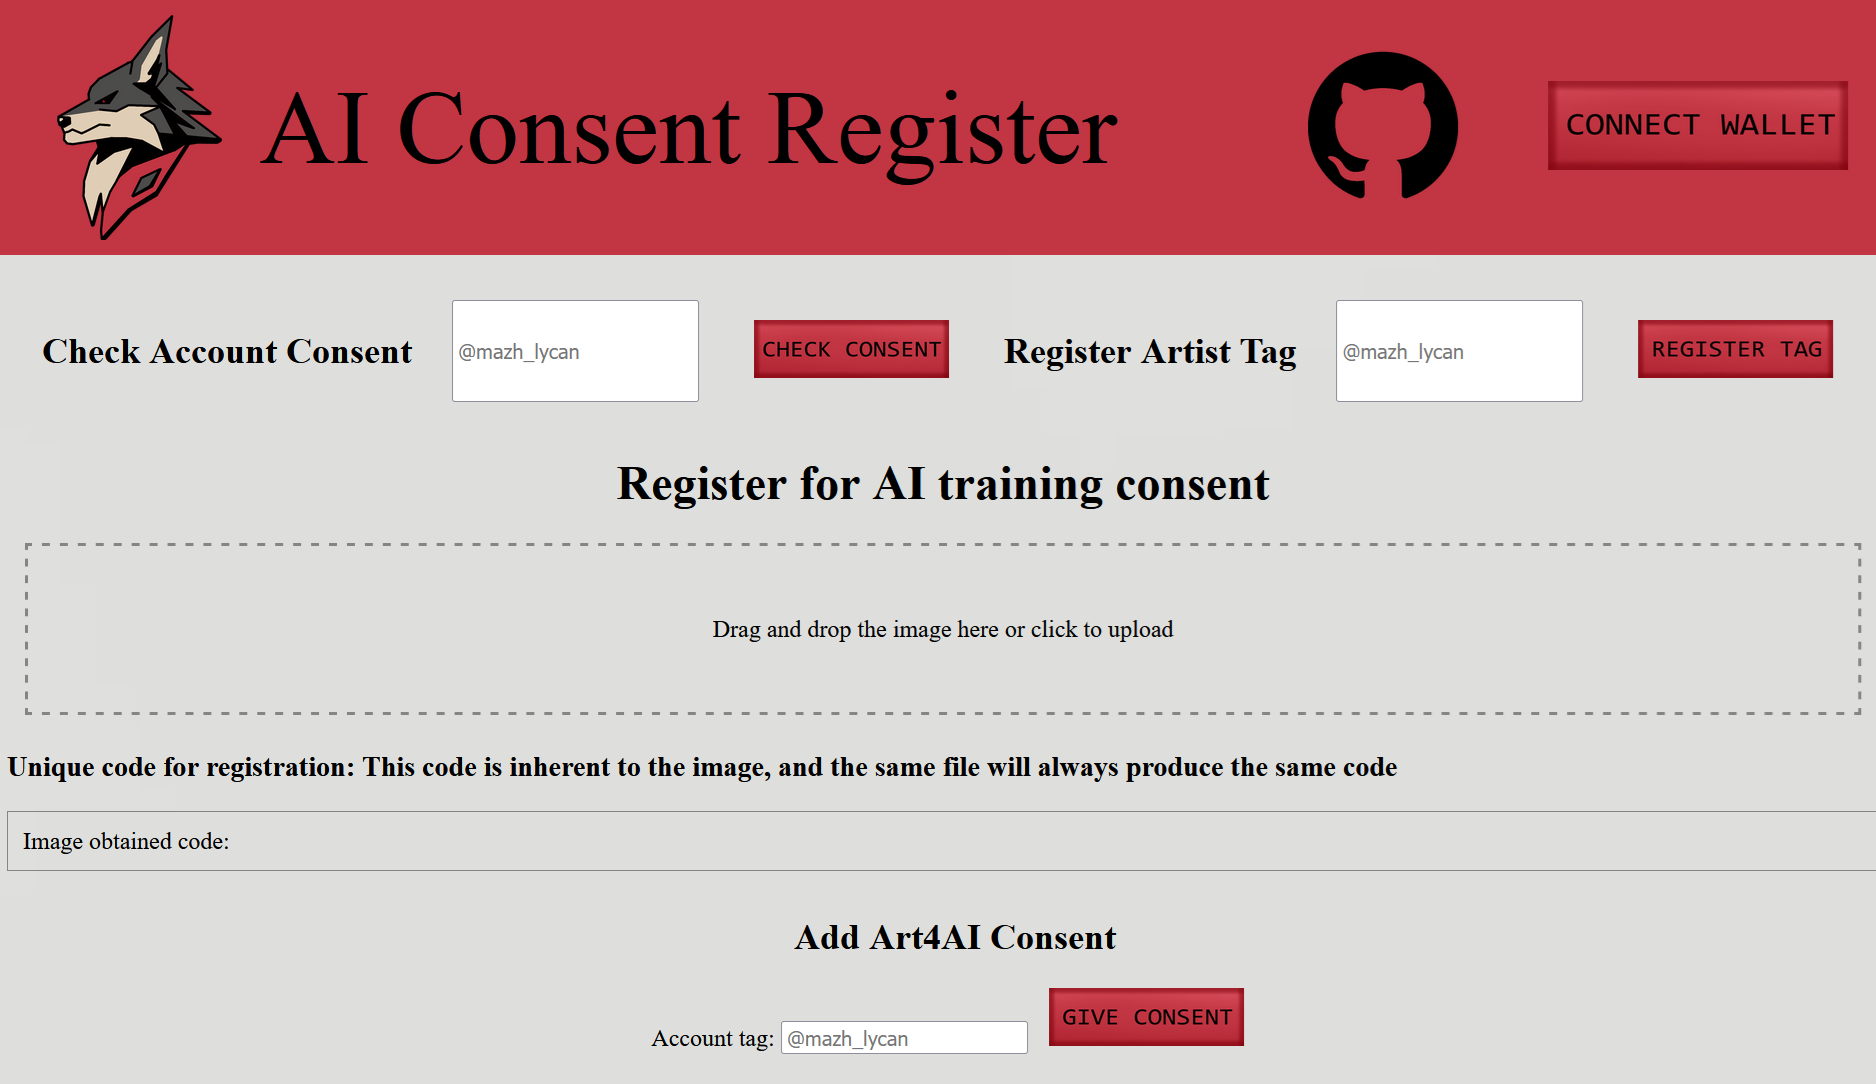 AI Consent Register
CONNECT WALLET
Check Account Consent
@mazh_lycan
CHECK CONSENT
Register Artist Tag
@mazh_lycan
REGISTER TAG
Register for AI training consent
Drag and drop the image here or click to upload
Unique code for registration: This code is inherent to the image, and the same file will always produce the same code
Image obtained code:
Add Art4AI Consent
Account tag:
@mazh_lycan
GIVE CONSENT